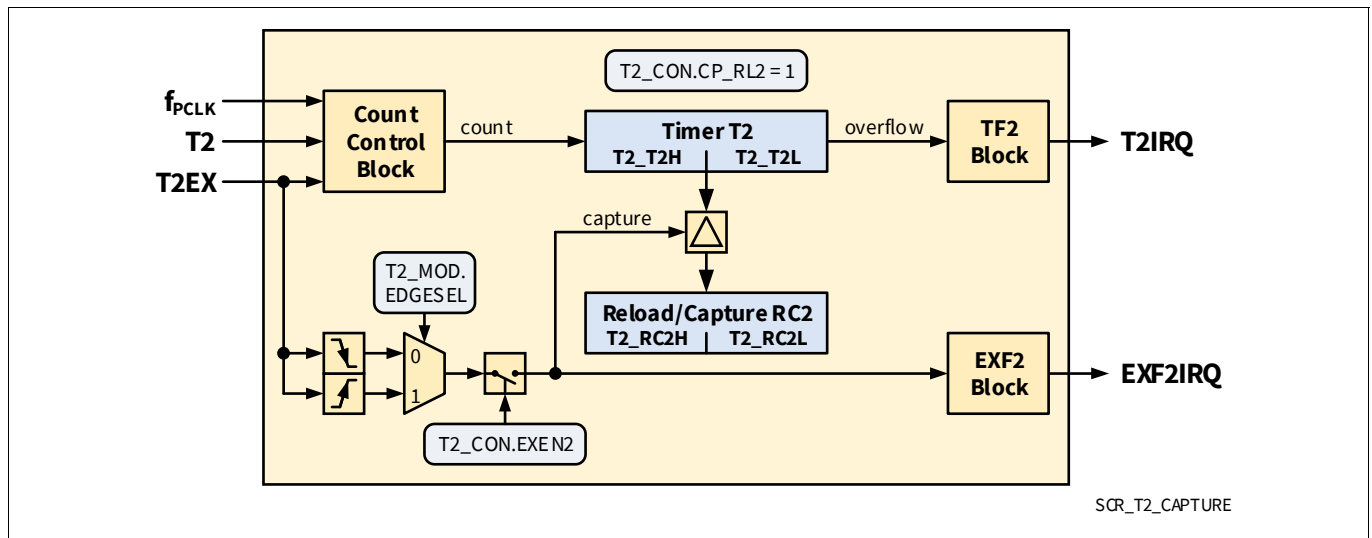 T2_CON.CP_RL2 = 1
fPCLK
T2
T2EX
Count
Control
Block
count
Timer T2
T2_T2H
T2_T2L
overflow
TF2
Block
T2IRQ
capture
T2_MOD.
EDGESEL
Reload/Capture RC2
T2_RC2H
T2_RC2L
0
1
EXF2
Block
EXF2IRQ
T2_CON.EXEN2
SCR_T2_CAPTURE